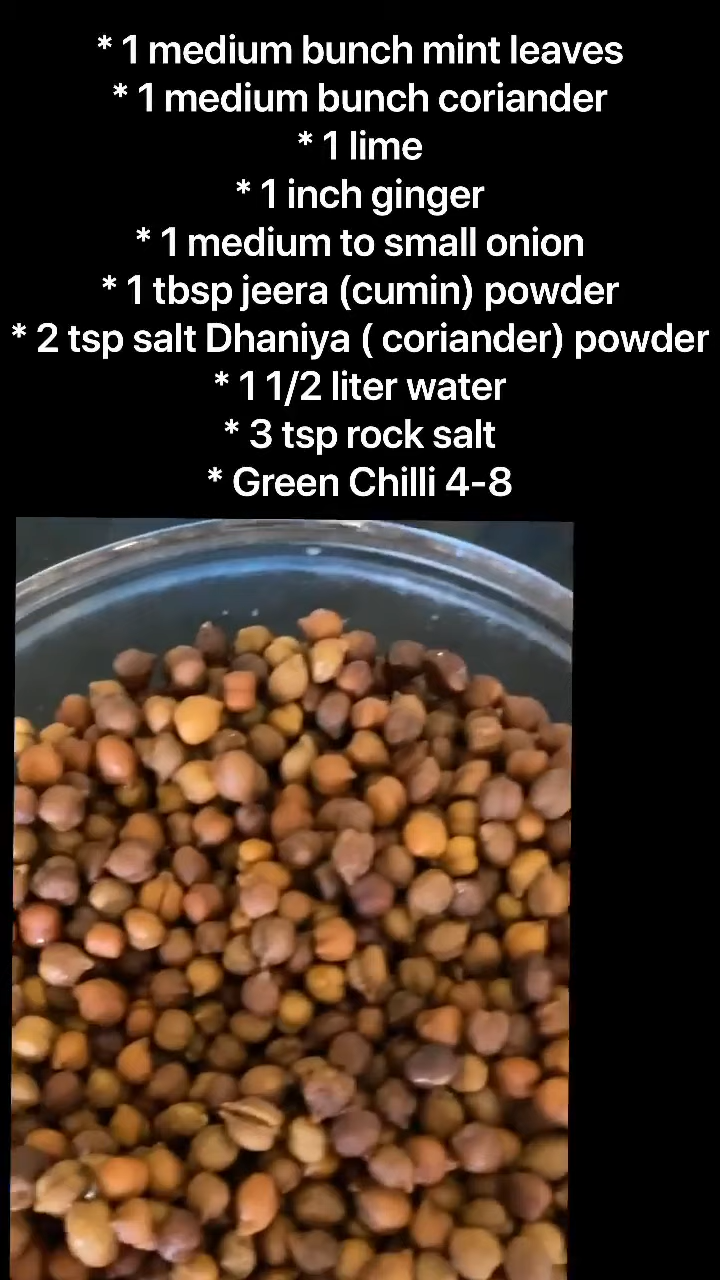 * 1 medium bunch mint leaves
* 1 medium bunch coriander
* 1 lime
* 1 inch ginger
* 1 medium to small onion
* 1 tbsp jeera (cumin) powder
* 2 tsp salt Dhaniya ( coriander) powder
* 1 1/2 liter water
* 3 tsp rock salt
* Green Chilli 4-8